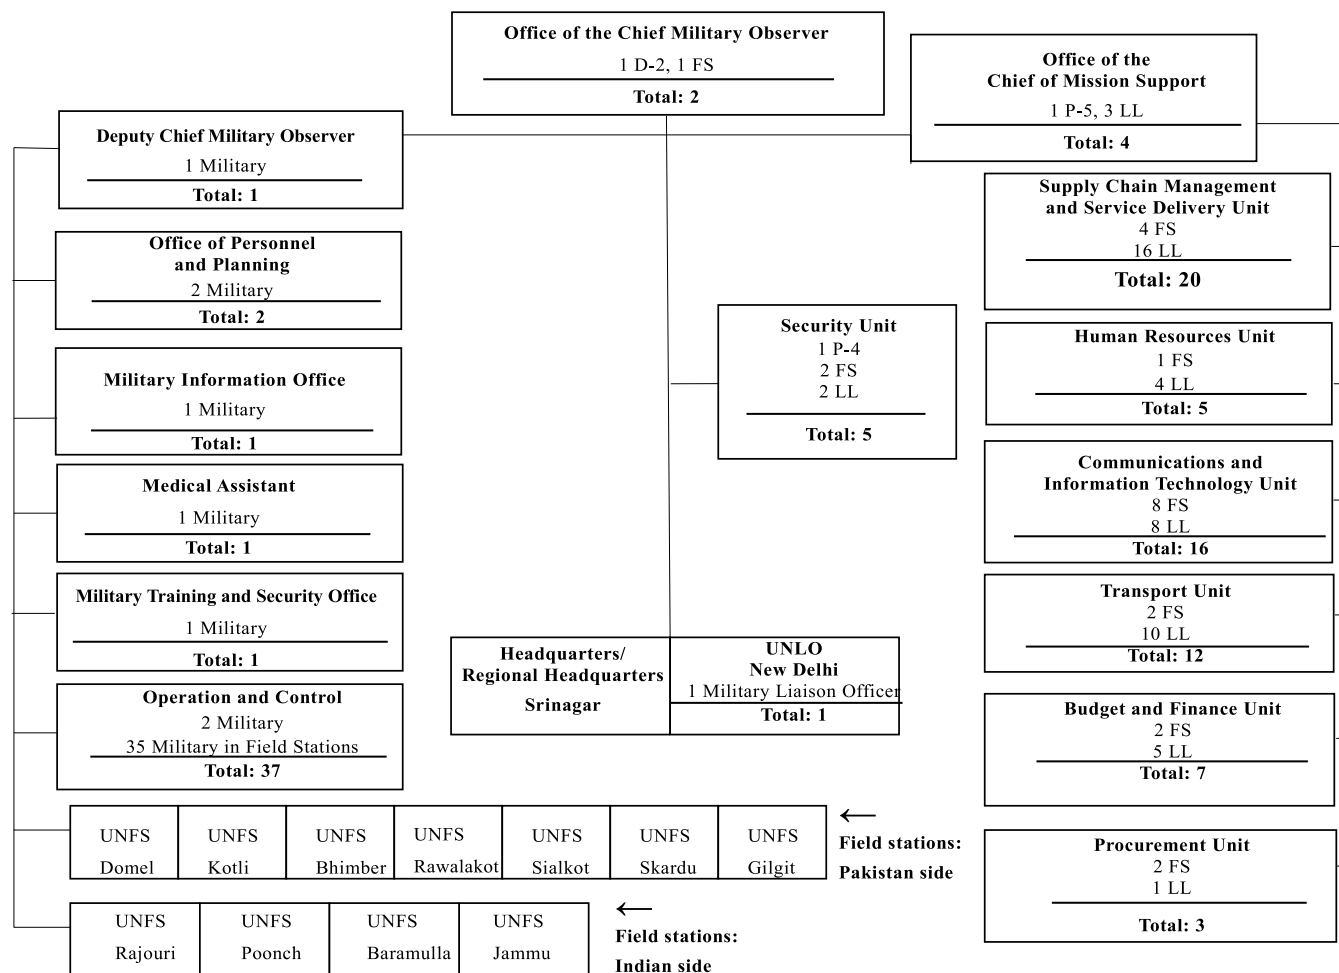 Office of the Chief Military Observer
1 D-2, 1 FS
Total: 2
Office of the
Chief of Mission Support
1 P-5, 3 LL
Total: 4
Deputy Chief Military Observer
1 Military
Total: 1
Office of Personnel
and Planning
2 Military
Total: 2
Military Information Office
1 Military
Total: 1
Medical Assistant
1 Military
Total: 1
Military Training and Security Office
1 Military
Total: 1
Operation and Control
2 Military
35 Military in Field Stations
Total: 37
Security Unit
1 P-4
2 FS
2 LL
Total: 5
Headquarters/
Regional Headquarters
Srinagar
UNLO
New Delhi
1 Military Liaison Officer
Total: 1
Supply Chain Management
and Service Delivery Unit
4 FS
16 LL
Total: 20
Human Resources Unit
1 FS
4 LL
Total: 5
Communications and
Information Technology Unit
8 FS
8 LL
Total: 16
Transport Unit
2 FS
10 LL
Total: 12
Budget and Finance Unit
2 FS
5 LL
Total: 7
Procurement Unit
2 FS
1 LL
Total: 3
UNFS
Domel
UNFS
Kotli
UNFS
Bhimber
UNFS
Rawalakot
UNFS
Sialkot
UNFS
Skardu
UNFS
Gilgit
←
Field stations:
Pakistan side
UNFS
Rajouri
UNFS
Poonch
UNFS
Baramulla
UNFS
Jammu
←
Field stations:
Indian side